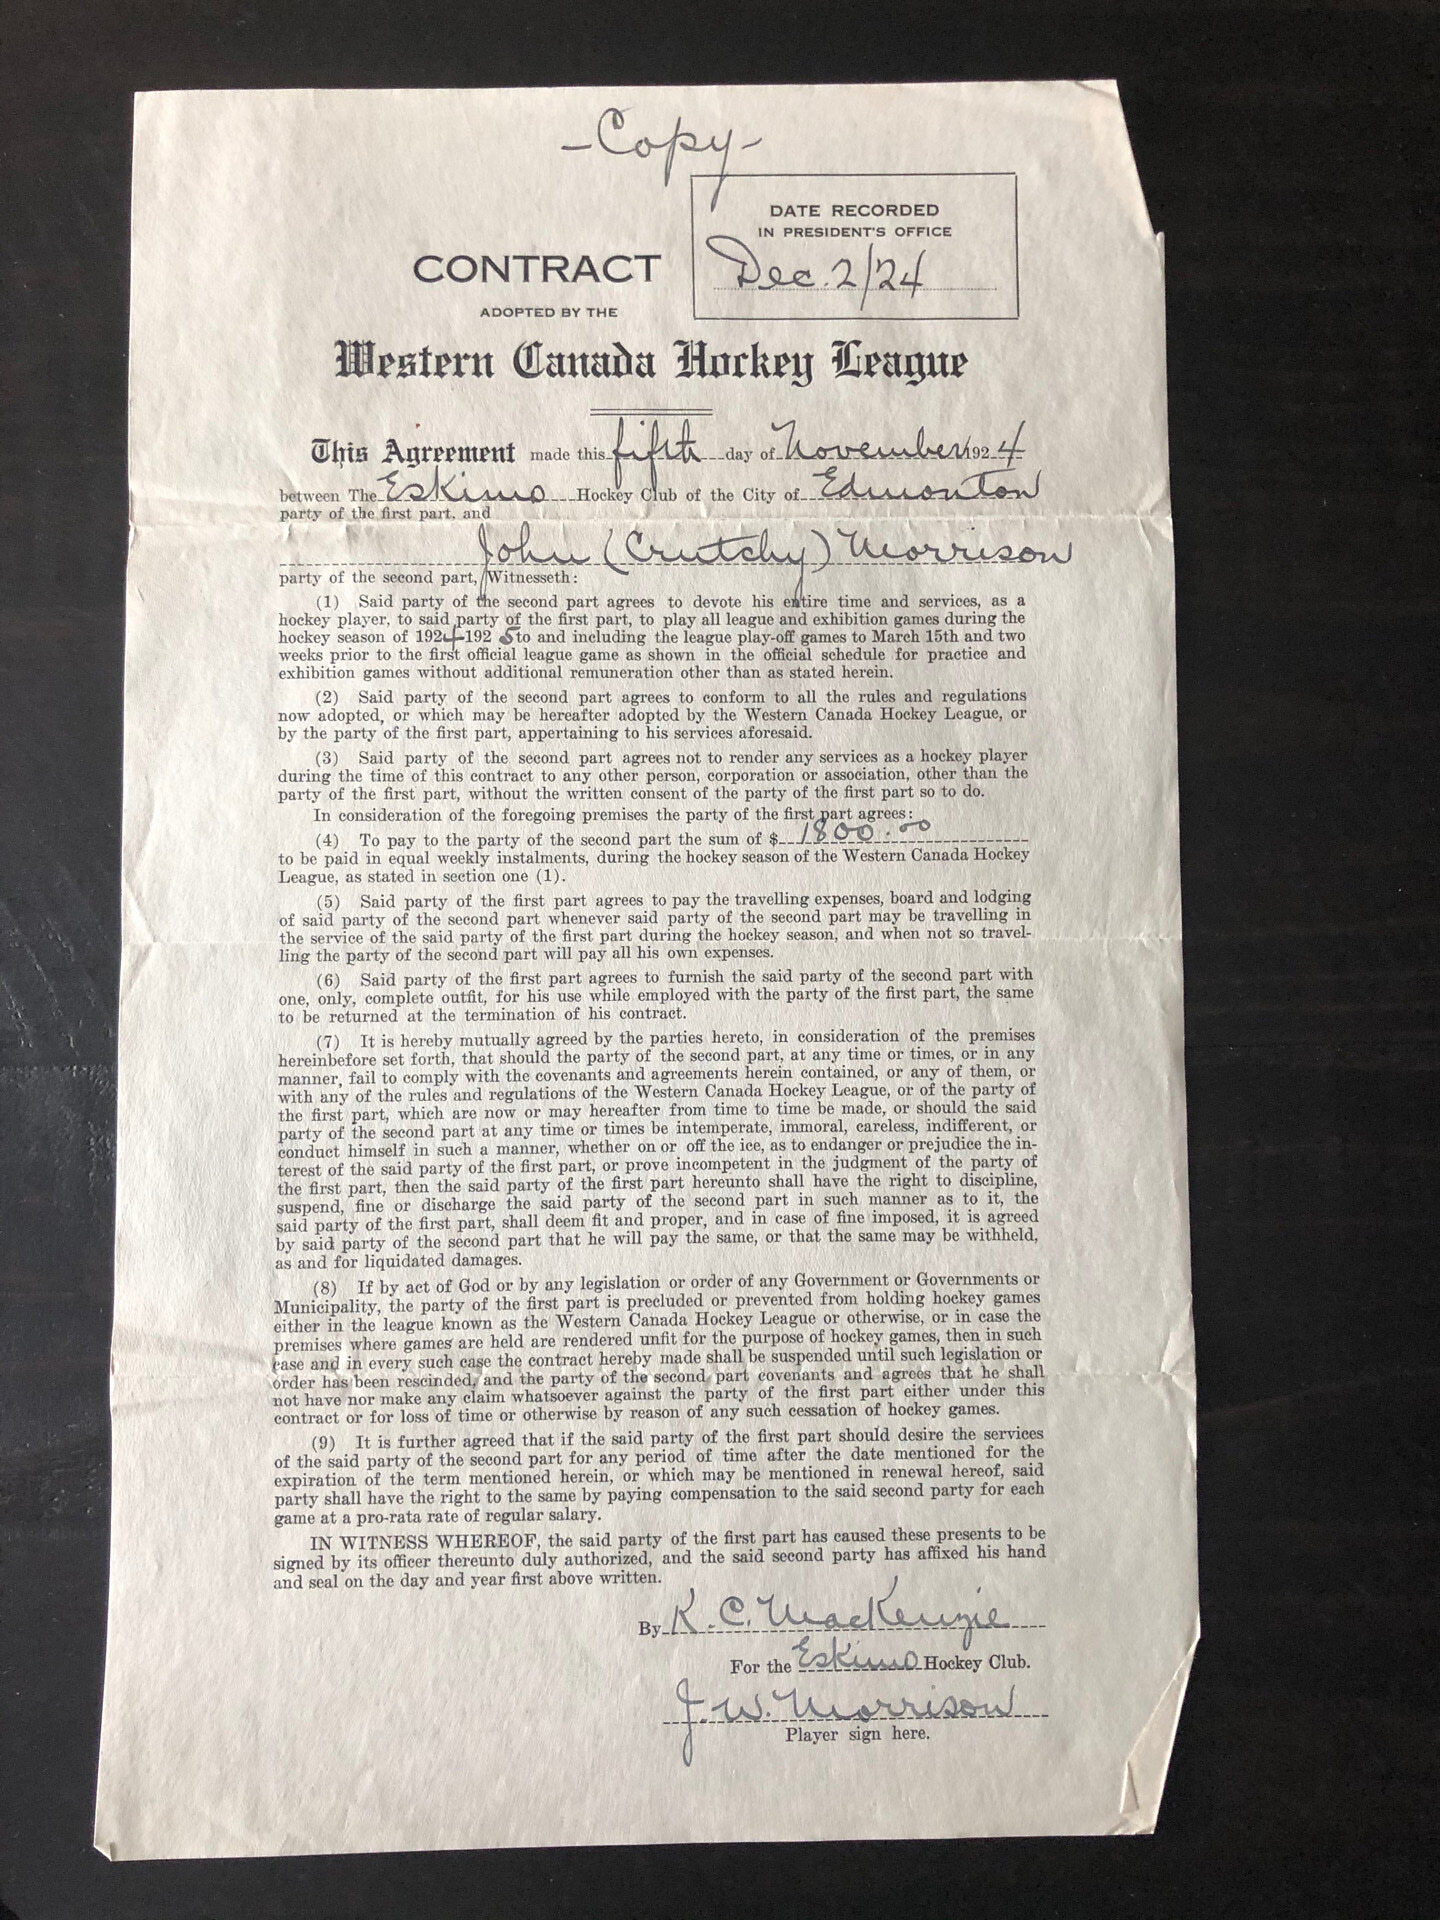 -Copy-
DATE RECORDED
IN PRESIDENT'S OFFICE
Dec. 2/24
CONTRACT
ADOPTED BY THE
Western Canada Hockey League
This Agreement made this fifth day of November 1924
between The Eskimo Hockey Club of the City of Edmonton
party of the first part, and
John (Crutchy) Morrison
party of the second part, Witnesseth:
(1) Said party of the second part agrees to devote his entire time and services, as a
hockey player, to said party of the first part, to play all league and exhibition games during the
hockey season of 1924-1925 to and including the league play-off games to March 15th and two
weeks prior to the first official league game as shown in the official schedule for practice and
exhibition games without additional remuneration other than as stated herein.
(2) Said party of the second part agrees to conform to all the rules and regulations
now adopted, or which may be hereafter adopted by the Western Canada Hockey League, or
by the party of the first part, appertaining to his services aforesaid.
(3) Said party of the second part agrees not to render any services as a hockey player
during the time of this contract to any other person, corporation or association, other than the
party of the first part, without the written consent of the party of the first part so to do.
In consideration of the foregoing premises the party of the first part agrees:
(4) To pay to the party of the second part the sum of $ 1800.00
to be paid in equal weekly instalments, during the hockey season of the Western Canada Hockey
League, as stated in section one (1).
(5) Said party of the first part agrees to pay the travelling expenses, board and lodging
of said party of the second part whenever said party of the second part may be travelling in
the service of the said party of the first part during the hockey season, and when not so travel-
ling the party of the second part will pay all his own expenses.
(6) Said party of the first part agrees to furnish the said party of the second part with
one, only, complete outfit, for his use while employed with the party of the first part, the same
to be returned at the termination of his contract.
(7) It is hereby mutually agreed by the parties hereto, in consideration of the premises
hereinbefore set forth, that should the party of the second part, at any time or times, or in any
manner, fail to comply with the covenants and agreements herein contained, or any of them, or
with any of the rules and regulations of the Western Canada Hockey League, or of the party of
the first part, which are now or may hereafter from time to time be made, or should the said
party of the second part at any time or times be intemperate, immoral, careless, indifferent, or
conduct himself in such a manner, whether on or off the ice, as to endanger or prejudice the in-
terest of the said party of the first part, or prove incompetent in the judgment of the party of
the first part, then the said party of the first part hereunto shall have the right to discipline,
suspend, fine or discharge the said party of the second part in such manner as to it, the
said party of the first part, shall deem fit and proper, and in case of fine imposed, it is agreed
by said party of the second part that he will pay the same, or that the same may be withheld,
as and for liquidated damages.
(8) If by act of God or by any legislation or order of any Government or Governments or
Municipality, the party of the first part is precluded or prevented from holding hockey games
either in the league known as the Western Canada Hockey League or otherwise, or in case the
premises where games are held are rendered unfit for the purpose of hockey games, then in such
case and in every such case the contract hereby made shall be suspended until such legislation or
order has been rescinded, and the party of the second part covenants and agrees that he shall
not have nor make any claim whatsoever against the party of the first part either under this
contract or for loss of time or otherwise by reason of any such cessation of hockey games.
(9) It is further agreed that if the said party of the first part should desire the services
of the said party of the second part for any period of time after the date mentioned for the
expiration of the term mentioned herein, or which may be mentioned in renewal hereof, said
party shall have the right to the same by paying compensation to the said second party for each
game at a pro-rata rate of regular salary.
IN WITNESS WHEREOF, the said party of the first part has caused these presents to be
signed by its officer thereunto duly authorized, and the said second party has affixed his hand
and seal on the day and year first above written.
By K. C. MacKenzie
For the Eskimo Hockey Club.
J. W. Morrison
Player sign here.